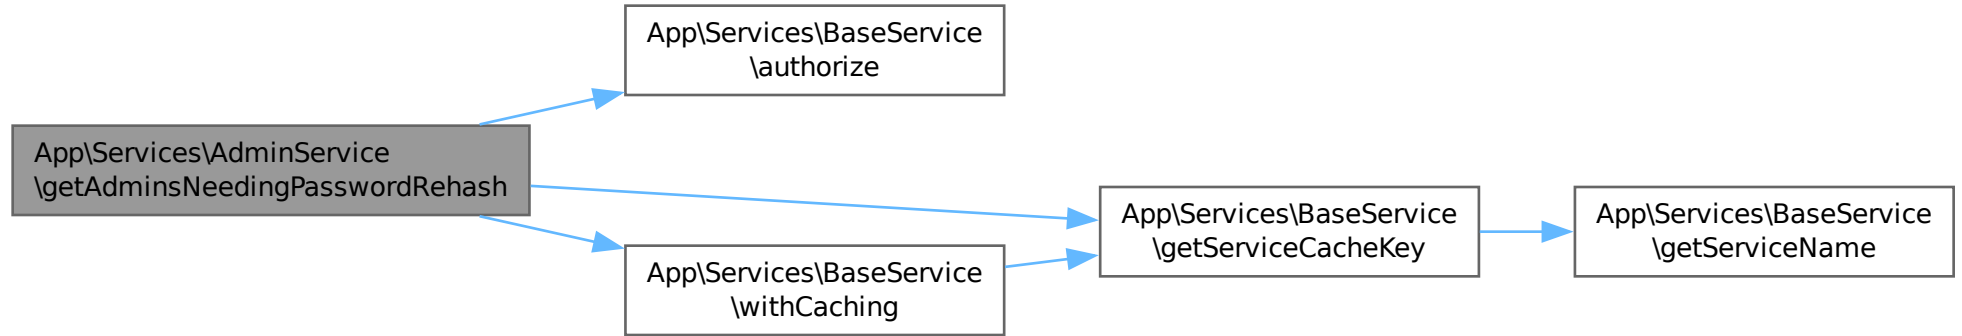 App\Services\BaseService
\authorize
App\Services\AdminService
\getAdminsNeedingPasswordRehash
App\Services\BaseService
\getServiceCacheKey
App\Services\BaseService
\getServiceName
App\Services\BaseService
\withCaching